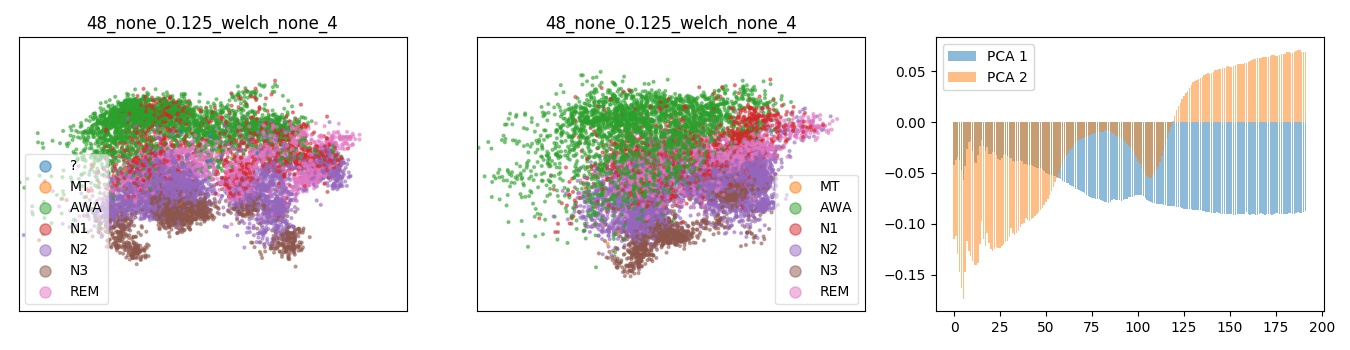 48_none_0.125_welch_none_4
?
MT
AWA
N1
N2
N3
REM
48_none_0.125_welch_none_4
MT
AWA
N1
N2
N3
REM
PCA 1
PCA 2
0.05
0.00
−0.05
−0.10
−0.15
0 25 50 75 100 125 150 175 200